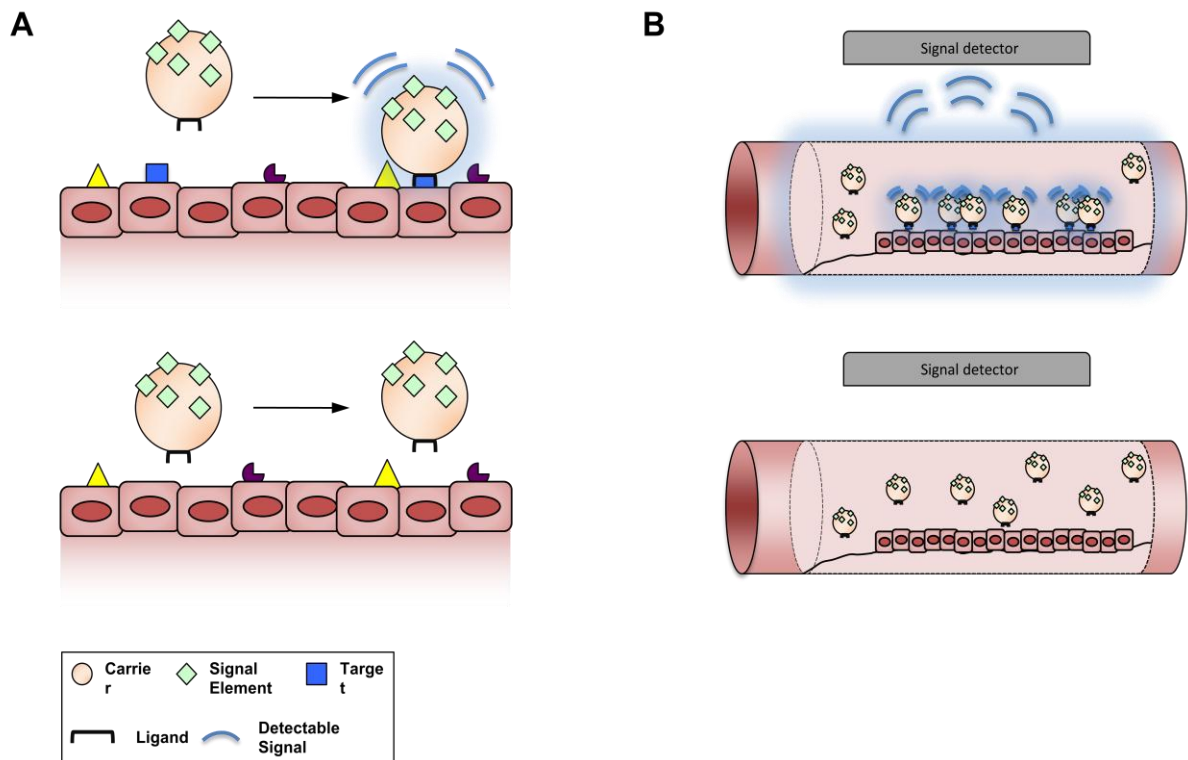 A
B
Signal detector
Signal detector
Carrie
r
Signal
Element
Targe
t
Ligand
Detectable
Signal